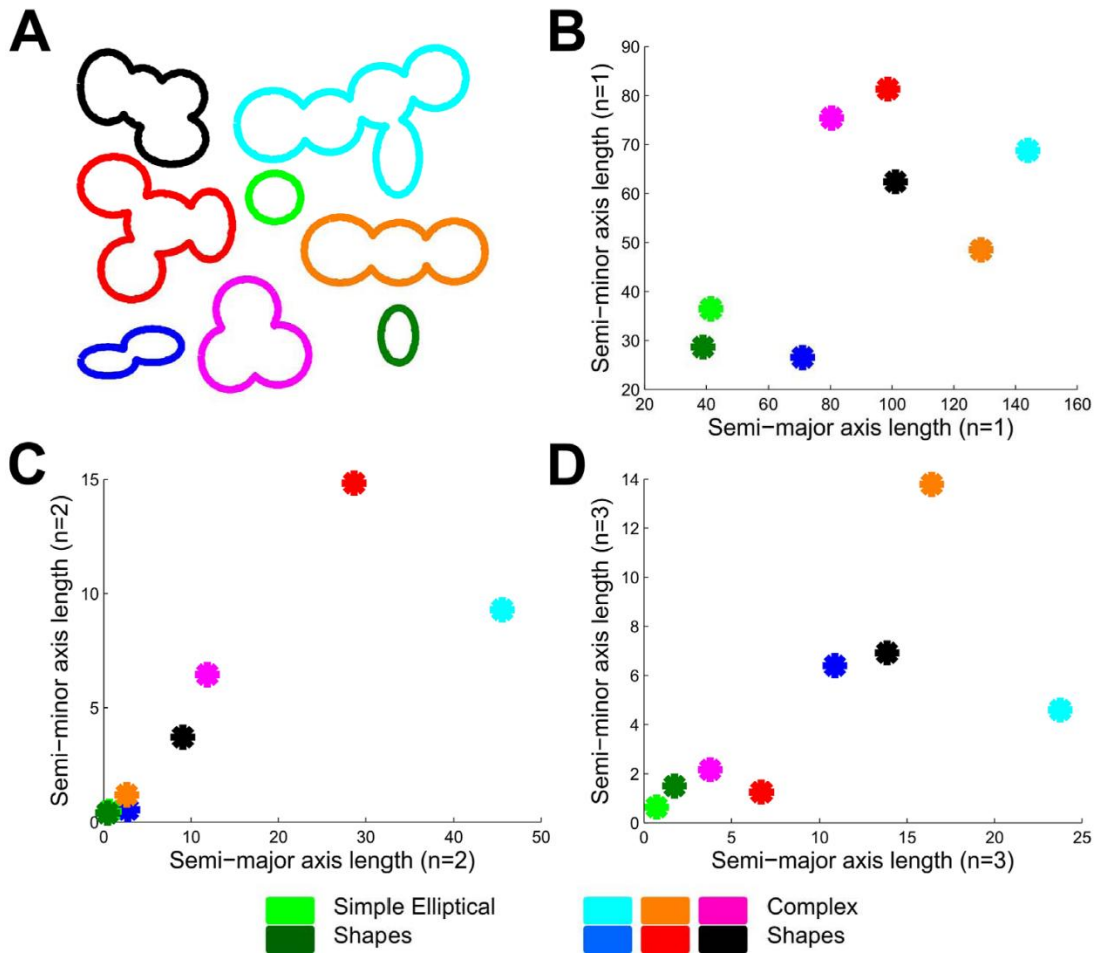 A
B
90
80
70
60
50
40
30
20
Semi−minor axis length (n=1)
20 40 60 80 100 120 140 160
Semi−major axis length (n=1)
C
15
10
5
0
Semi−minor axis length (n=2)
0 10 20 30 40 50
Semi−major axis length (n=2)
D
14
12
10
8
6
4
2
0
Semi−minor axis length (n=3)
0 5 10 15 20 25
Semi−major axis length (n=3)
Simple Elliptical
Shapes
Complex
Shapes